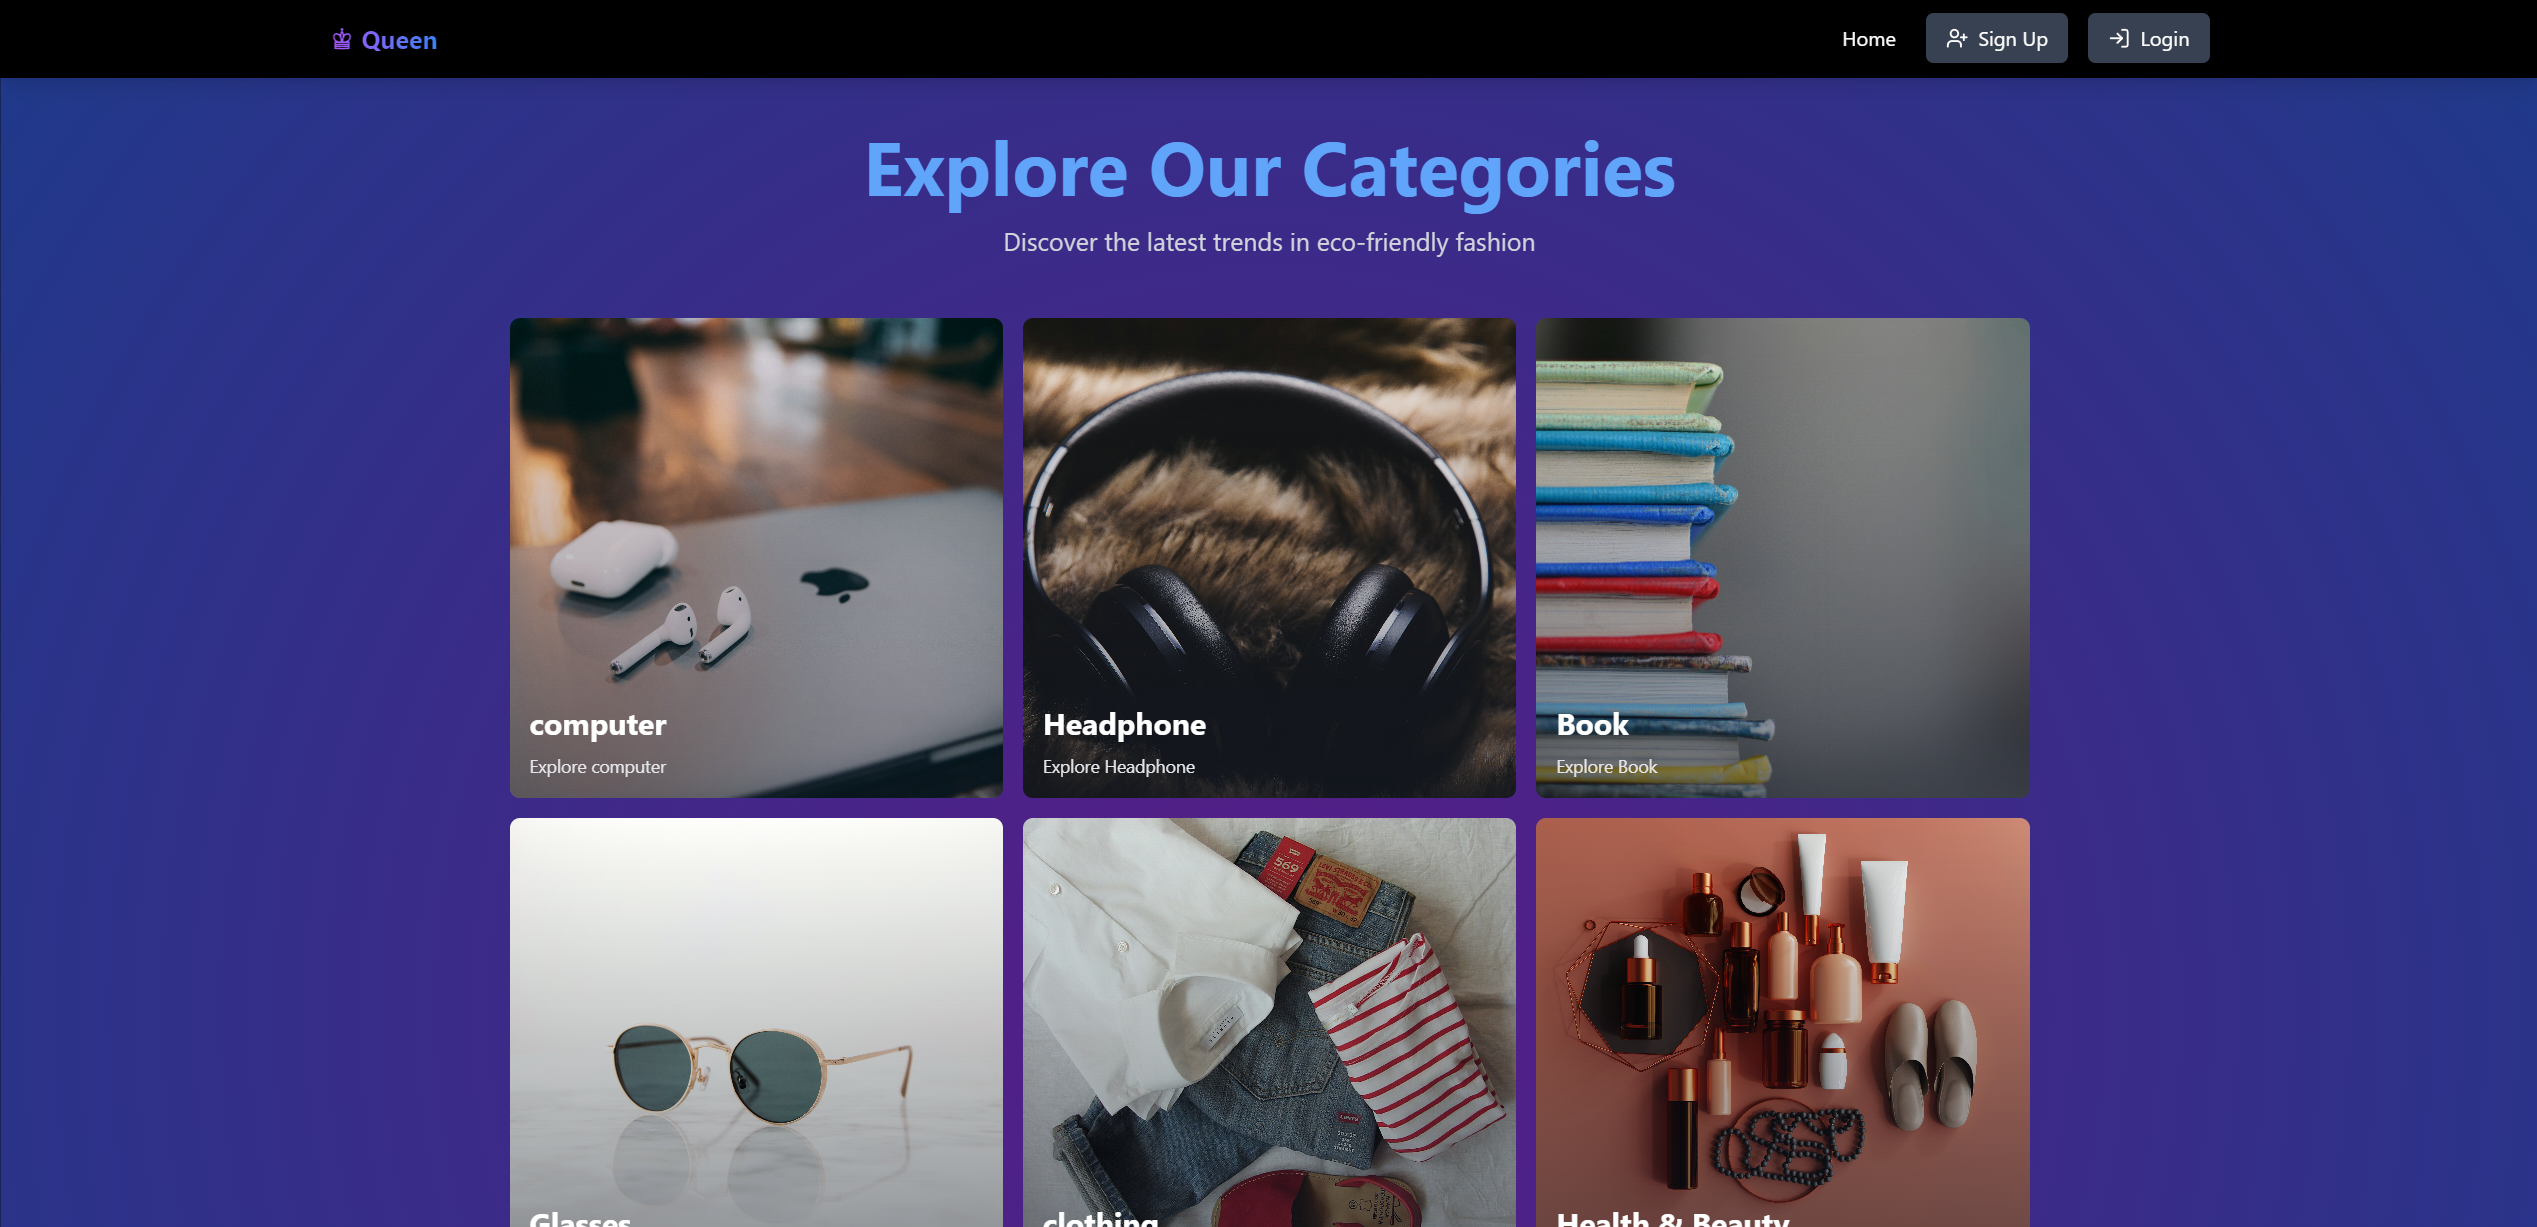 ♕ Queen
Home
Sign Up
Login
Explore Our Categories
Discover the latest trends in eco-friendly fashion
computer
Explore computer
Headphone
Explore Headphone
Book
Explore Book
569
Glasses
clothing
Health & Beauty